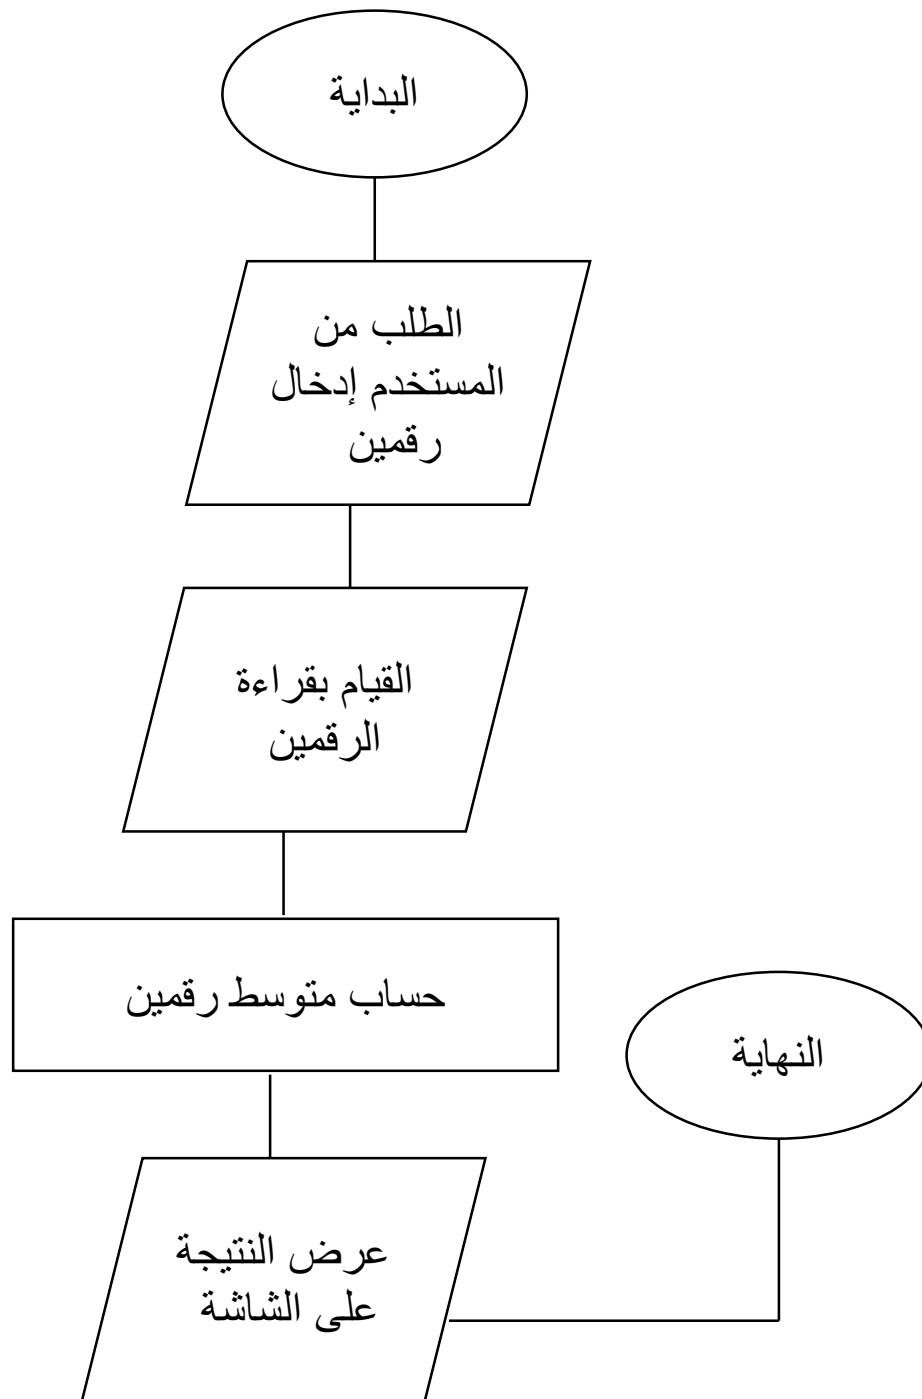 البداية
الطلب من
المستخدم إدخال
رقمين
القيام بقراءة
الرقمين
حساب متوسط رقمين
النهاية
عرض النتيجة
على الشاشة